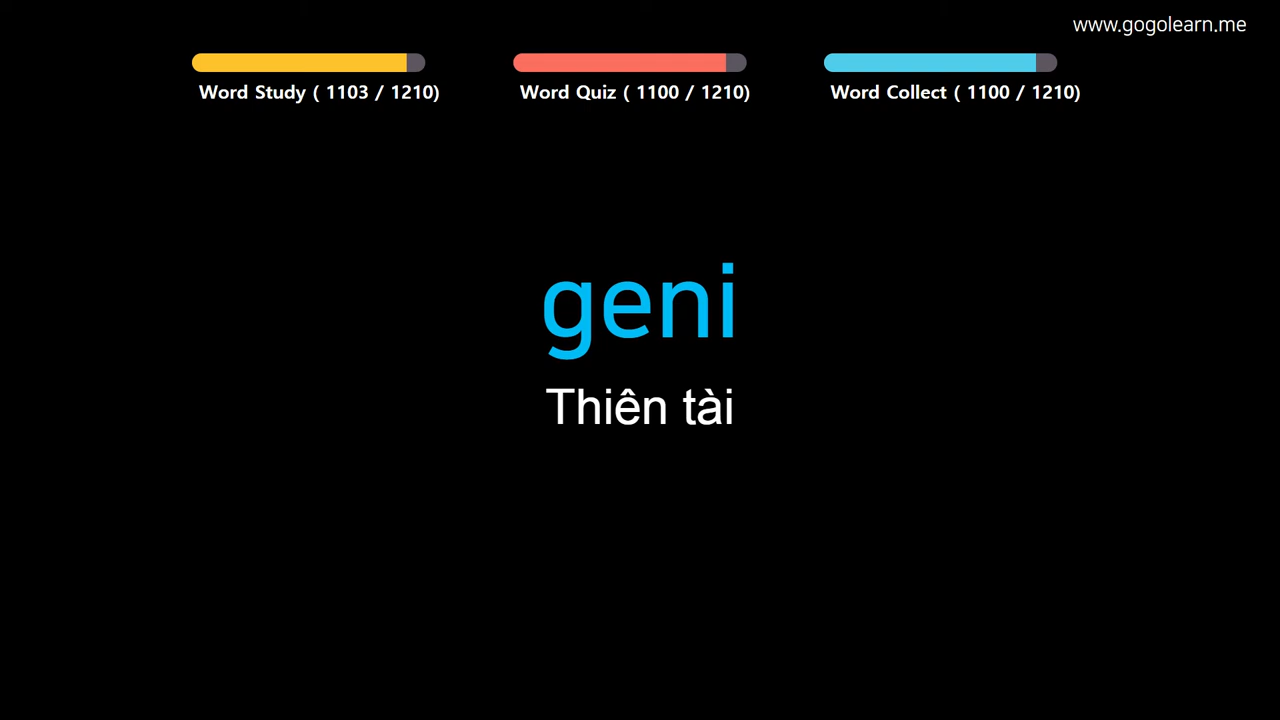 www.gogolearn.me
Word Study ( 1103 / 1210)
Word Quiz ( 1100 / 1210)
Word Collect ( 1100 / 1210)
geni
Thiên tài